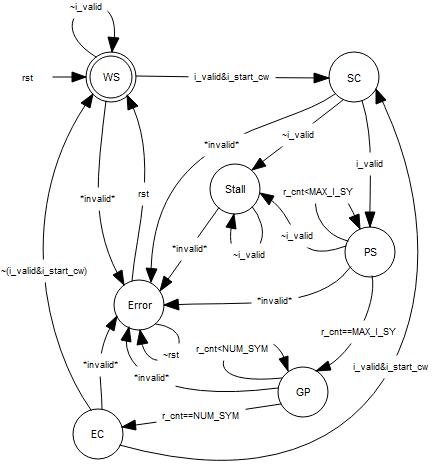 ~i_valid
rst
WS
i_valid&i_start_cw
SC
*invalid*
~i_valid
i_valid
Stall
r_cnt<MAX_I_SY
*invalid*
rst
~i_valid
*invalid*
~i_valid
PS
~(i_valid&i_start_cw)
Error
*invalid*
r_cnt==MAX_I_SY
~rst
r_cnt<NUM_SYM
*invalid*
*invalid*
i_valid&i_start_cw
GP
r_cnt==NUM_SYM
EC